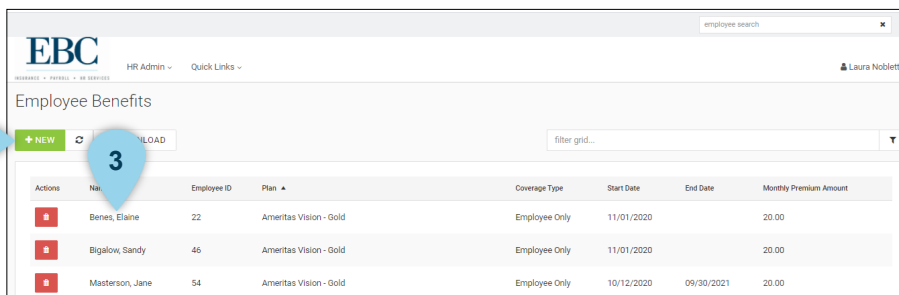 employee search
EBC
INSURANCE • PAYROLL • HR SERVICES
HR Admin Quick Links Laura Noblett
Employee Benefits
+ NEW NLOAD filter grid...
3
Actions Na Employee ID Plan Coverage Type Start Date End Date Monthly Premium Amount
Benes, Elaine 22 Ameritas Vision - Gold Employee Only 11/01/2020 20.00
Bigalow, Sandy 46 Ameritas Vision - Gold Employee Only 11/01/2020 20.00
Masterson, Jane 54 Ameritas Vision - Gold Employee Only 10/12/2020 09/30/2021 20.00